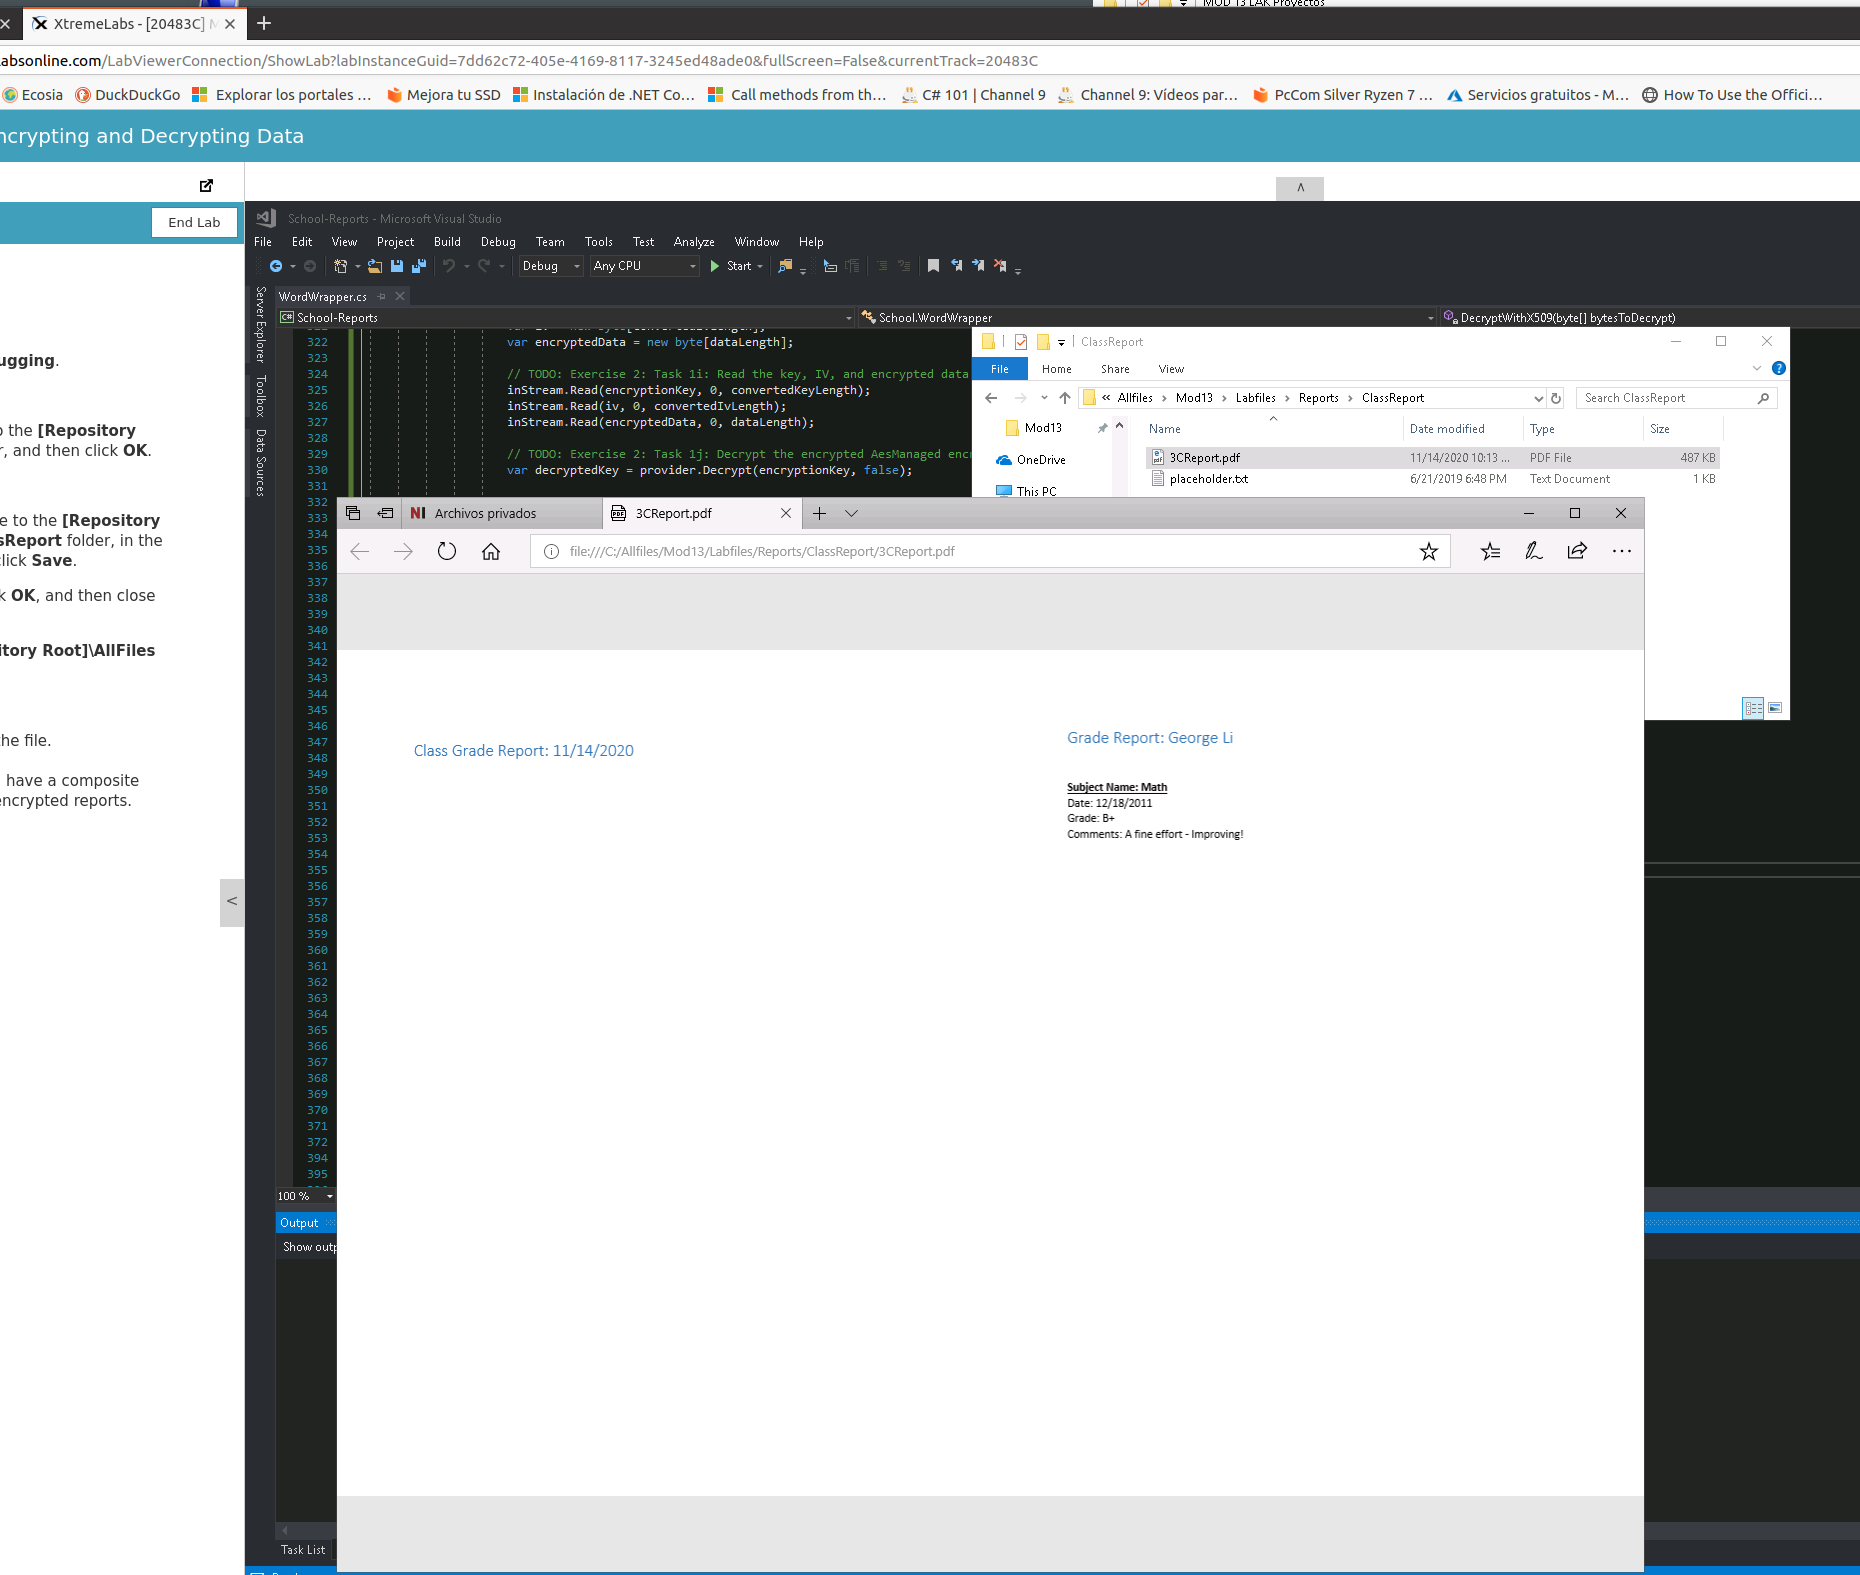 MOD 13 LAK Proyectos
XtremeLabs - [20483C] M
absonline.com/LabViewerConnection/ShowLab?labInstanceGuid=7dd62c72-405e-4169-8117-3245ed48ade0&fullScreen=False&currentTrack=20483C
Ecosia DuckDuckGo Explorar los portales ... Mejora tu SSD Instalación de .NET Co... Call methods from th... C# 101 | Channel 9 Channel 9: Vídeos par... PcCom Silver Ryzen 7 ... Servicios gratuitos - M... How To Use the Offici...
ncrypting and Decrypting Data
End Lab
ugging.
o the [Repository
r, and then click OK.
e to the [Repository
sReport folder, in the
lick Save.
k OK, and then close
itory Root]\AllFiles
he file.
have a composite
encrypted reports.
<
^
School-Reports - Microsoft Visual Studio
File Edit View Project Build Debug Team Tools Test Analyze Window Help
Debug Any CPU Start
Server Explorer
Toolbox
Data Sources
WordWrapper.cs
C# School-Reports School.WordWrapper DecryptWithX509(byte[] bytesToDecrypt)
322 var encryptedData = new byte[dataLength];
323
324 // TODO: Exercise 2: Task 1i: Read the key, IV, and encrypted data
325 inStream.Read(encryptionKey, 0, convertedKeyLength);
326 inStream.Read(iv, 0, convertedIvLength);
327 inStream.Read(encryptedData, 0, dataLength);
328
329 // TODO: Exercise 2: Task 1j: Decrypt the encrypted AesManaged enc
330 var decryptedKey = provider.Decrypt(encryptionKey, false);
331
332
333
334
335
336
337
338
339
340
341
342
343
344
345
346
347
348
349
350
351
352
353
354
355
356
357
358
359
360
361
362
363
364
365
366
367
368
369
370
371
372
394
395
100 %
Output
Show outp
Task List
ClassReport
File Home Share View
« Allfiles > Mod13 > Labfiles > Reports > ClassReport
Search ClassReport
Mod13
OneDrive
This PC
Name Date modified Type Size
3CReport.pdf 11/14/2020 10:13 ... PDF File 487 KB
placeholder.txt 6/21/2019 6:48 PM Text Document 1 KB
NI Archivos privados
PDF 3CReport.pdf
file:///C:/Allfiles/Mod13/Labfiles/Reports/ClassReport/3CReport.pdf
Class Grade Report: 11/14/2020
Grade Report: George Li
Subject Name: Math
Date: 12/18/2011
Grade: B+
Comments: A fine effort - Improving!